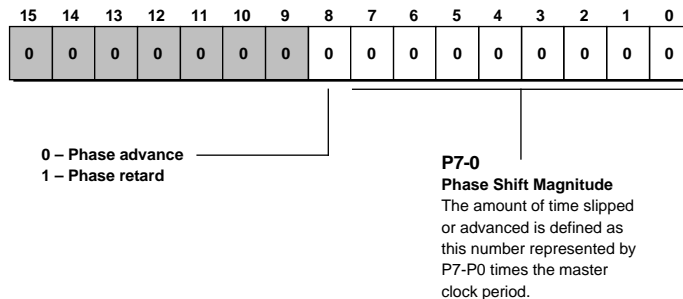 15 14 13 12 11 10 9 8 7 6 5 4 3 2 1 0
0 0 0 0 0 0 0 0 0 0 0 0 0 0 0 0
0 – Phase advance
1 – Phase retard
P7-0
Phase Shift Magnitude
The amount of time slipped
or advanced is defined as
this number represented by
P7-P0 times the master
clock period.